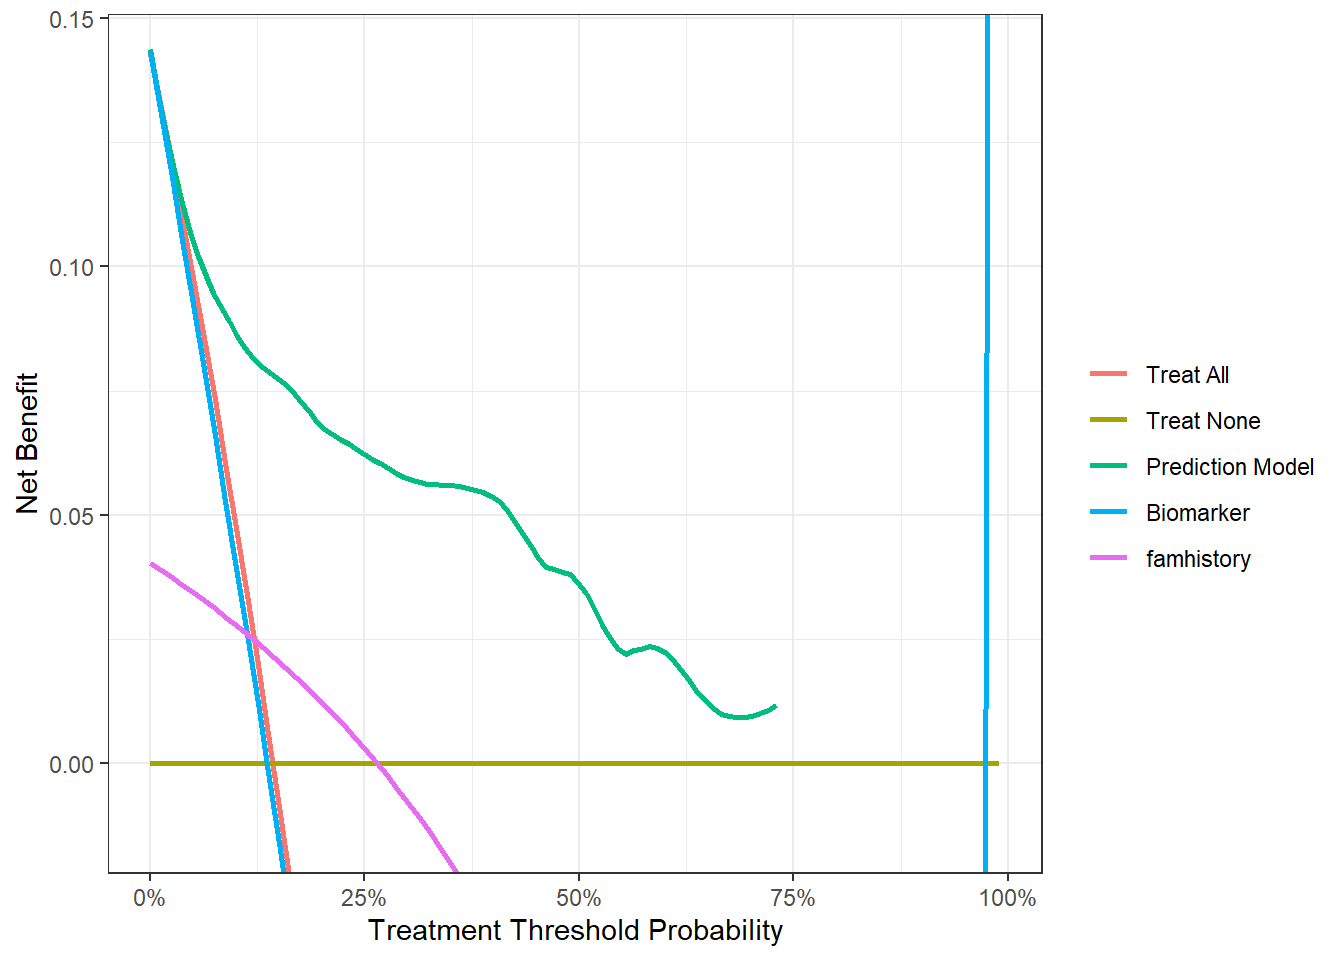 0.15
0.10
0.05
0.00
Net Benefit
0%
25%
50%
75%
100%
Treatment Threshold Probability
Treat All
Treat None
Prediction Model
Biomarker
famhistory